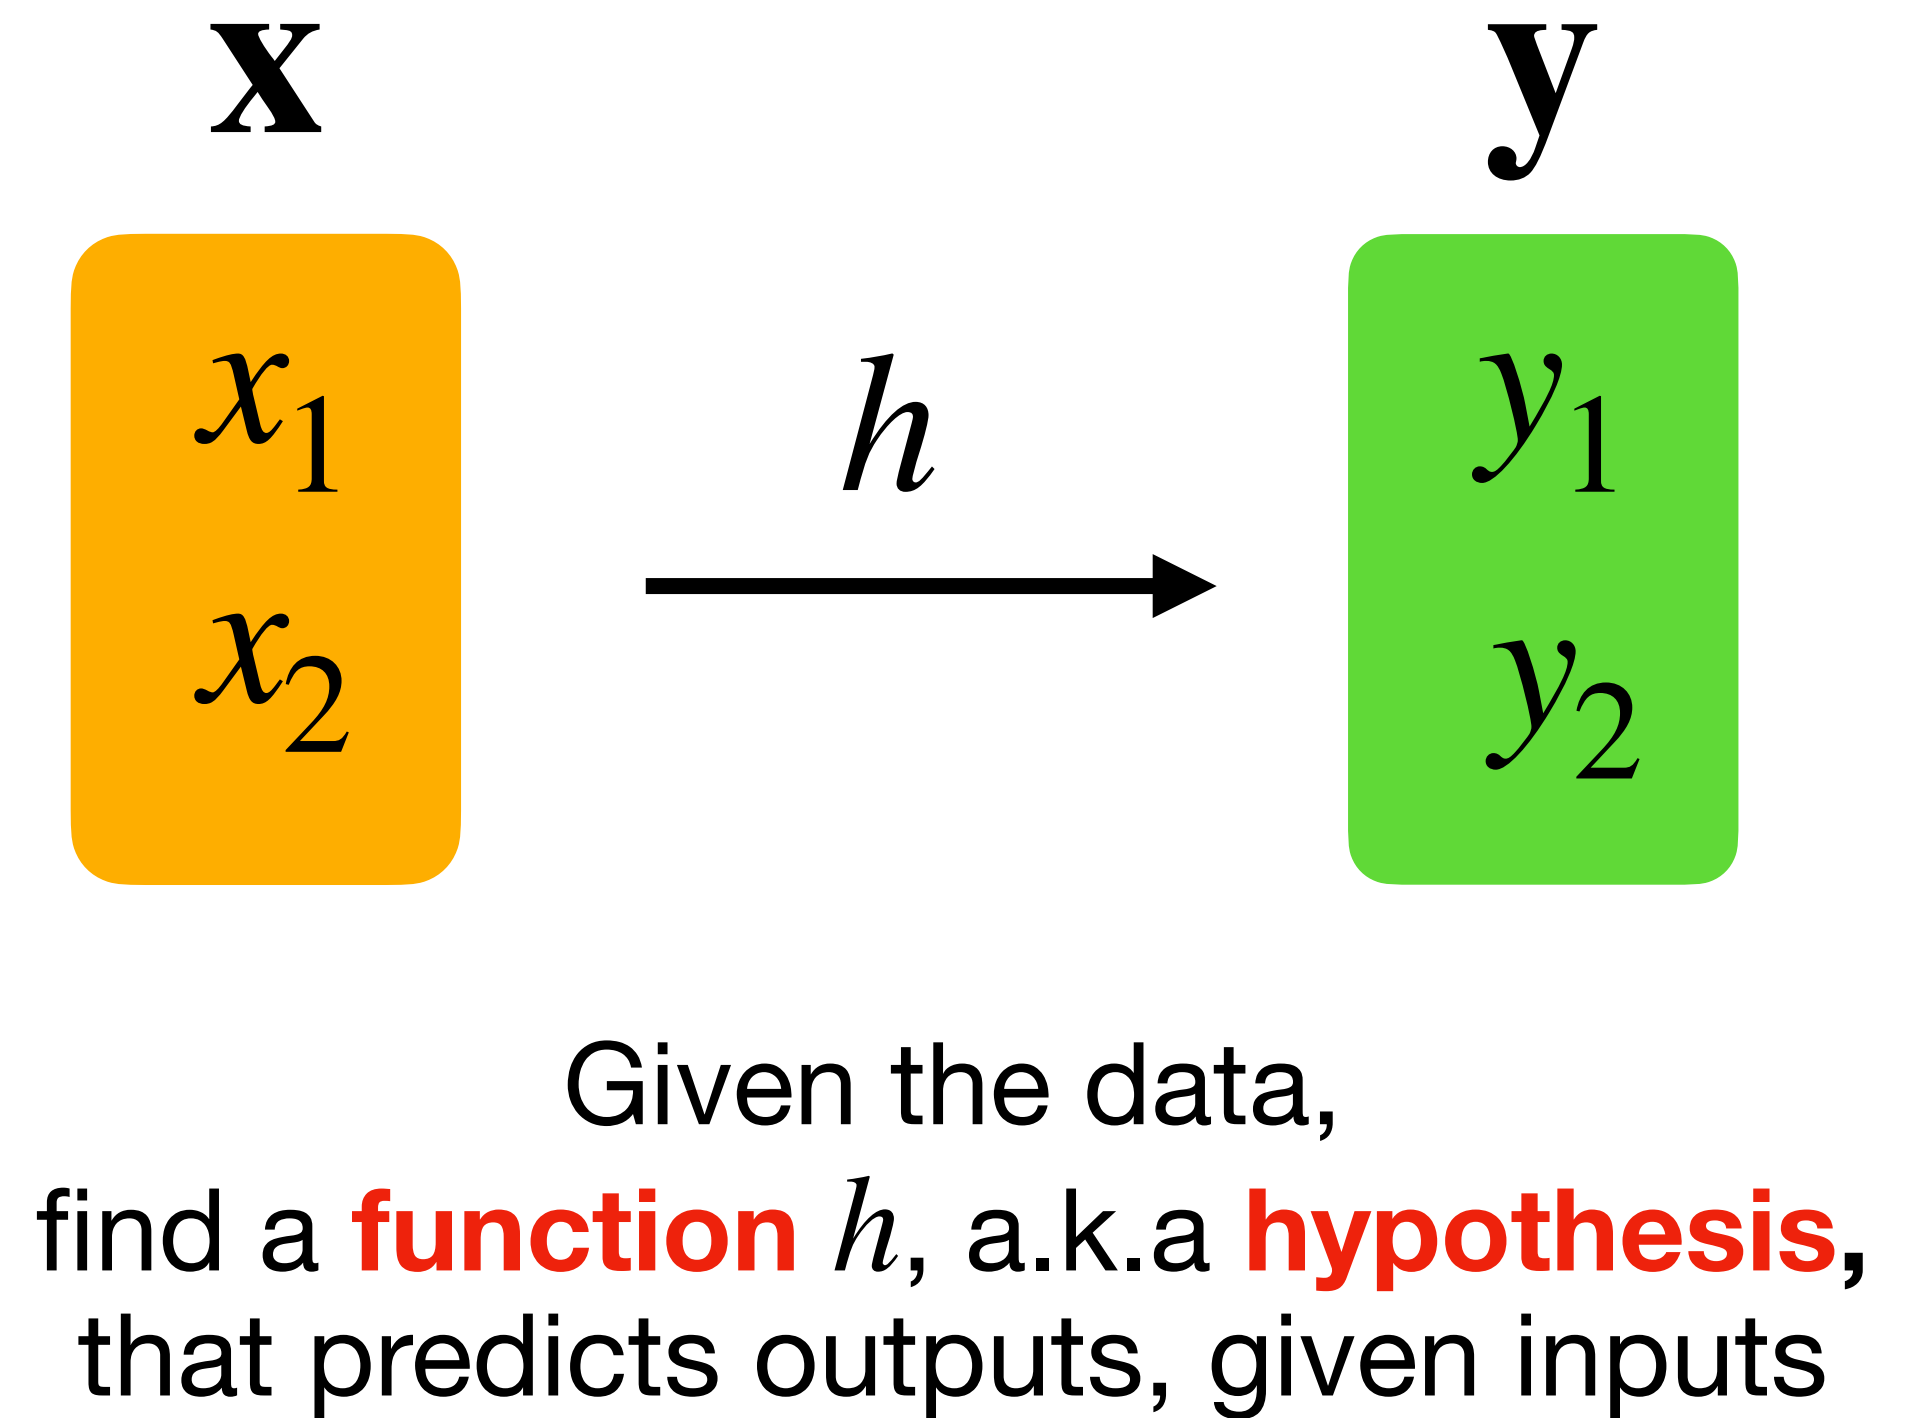 x y
x₁ h y₁
x₂ y₂
Given the data,
find a function h, a.k.a hypothesis,
that predicts outputs, given inputs